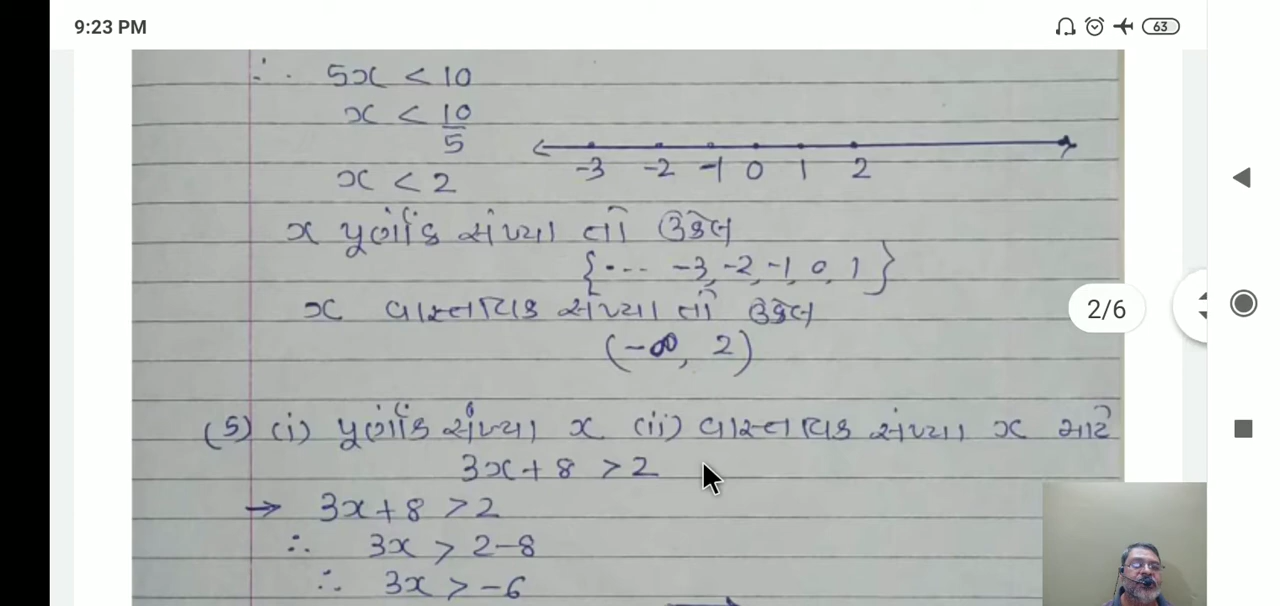 9:23 PM
63
∴ 5x < 10
x < 10/5
x < 2
-3 -2 -1 0 1 2
x પૂર્ણાંક સંખ્યા તો ઉકેલ
{.... -3, -2, -1, 0, 1}
x વાસ્તવિક સંખ્યા તો ઉકેલ
(-∞, 2)
2/6
(5) (i) પૂર્ણાંક સંખ્યા x (ii) વાસ્તવિક સંખ્યા x માટે
3x + 8 > 2
→ 3x + 8 > 2
∴ 3x > 2-8
∴ 3x > -6